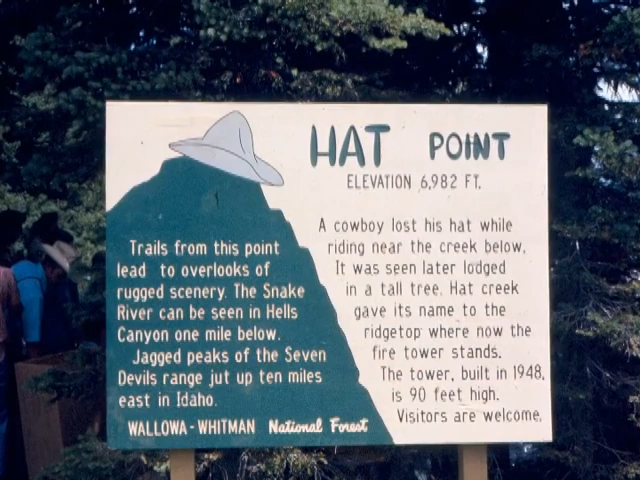 HAT POINT
ELEVATION 6,982 FT.
Trails from this point
lead to overlooks of
rugged scenery. The Snake
River can be seen in Hells
Canyon one mile below.
Jagged peaks of the Seven
Devils range jut up ten miles
east in Idaho.
WALLOWA-WHITMAN National Forest
A cowboy lost his hat while
riding near the creek below.
It was seen later lodged
in a tall tree. Hat creek
gave its name to the
ridgetop where now the
fire tower stands.
The tower, built in 1948,
is 90 feet high.
Visitors are welcome.